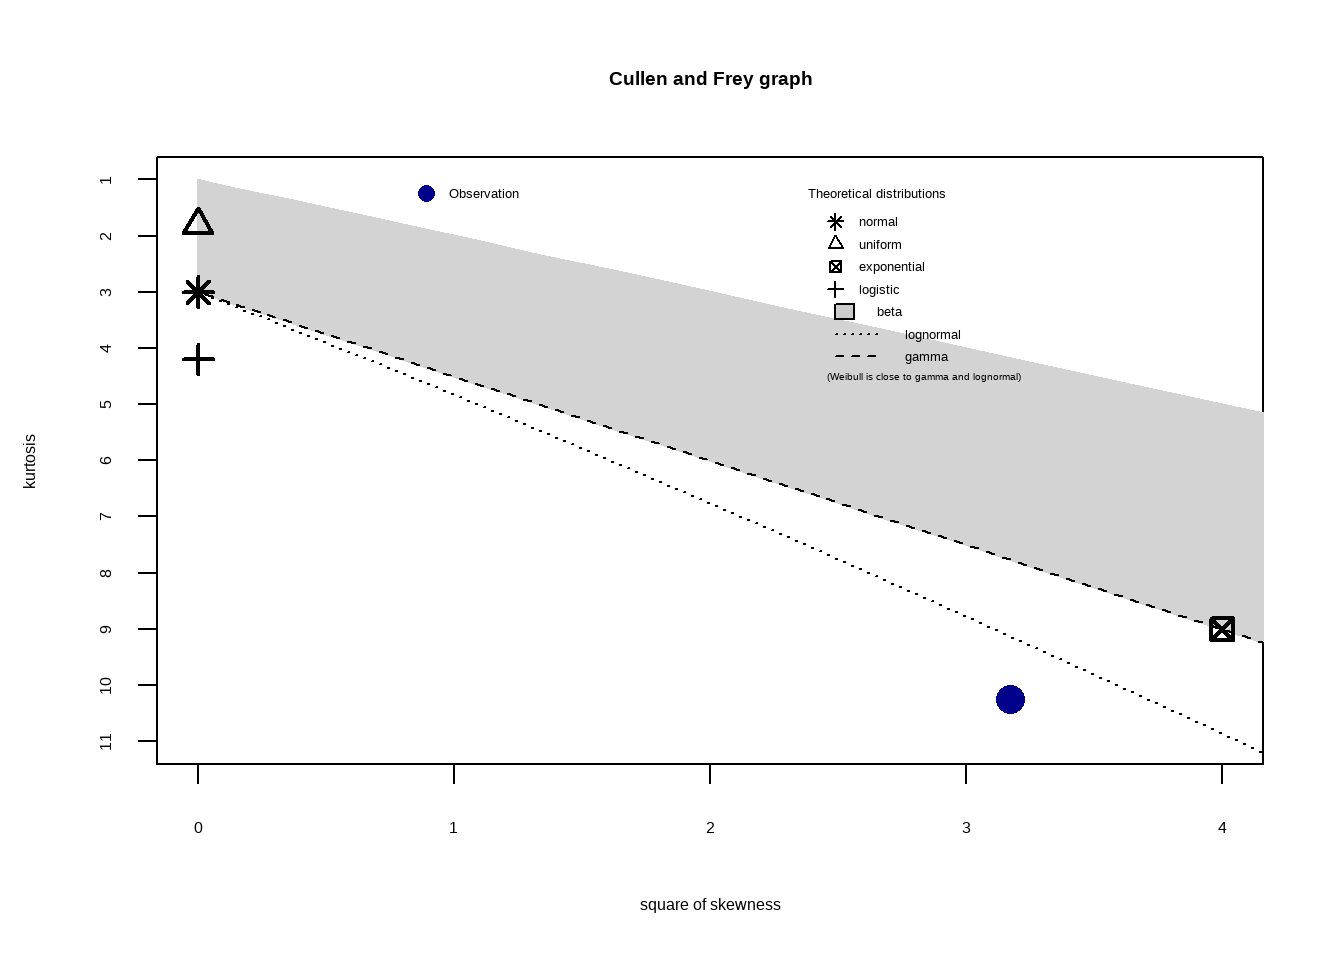 Cullen and Frey graph
Observation
Theoretical distributions
normal
uniform
exponential
logistic
beta
lognormal
gamma
(Weibull is close to gamma and lognormal)
kurtosis
1
2
3
4
5
6
7
8
9
10
11
0 1 2 3 4
square of skewness